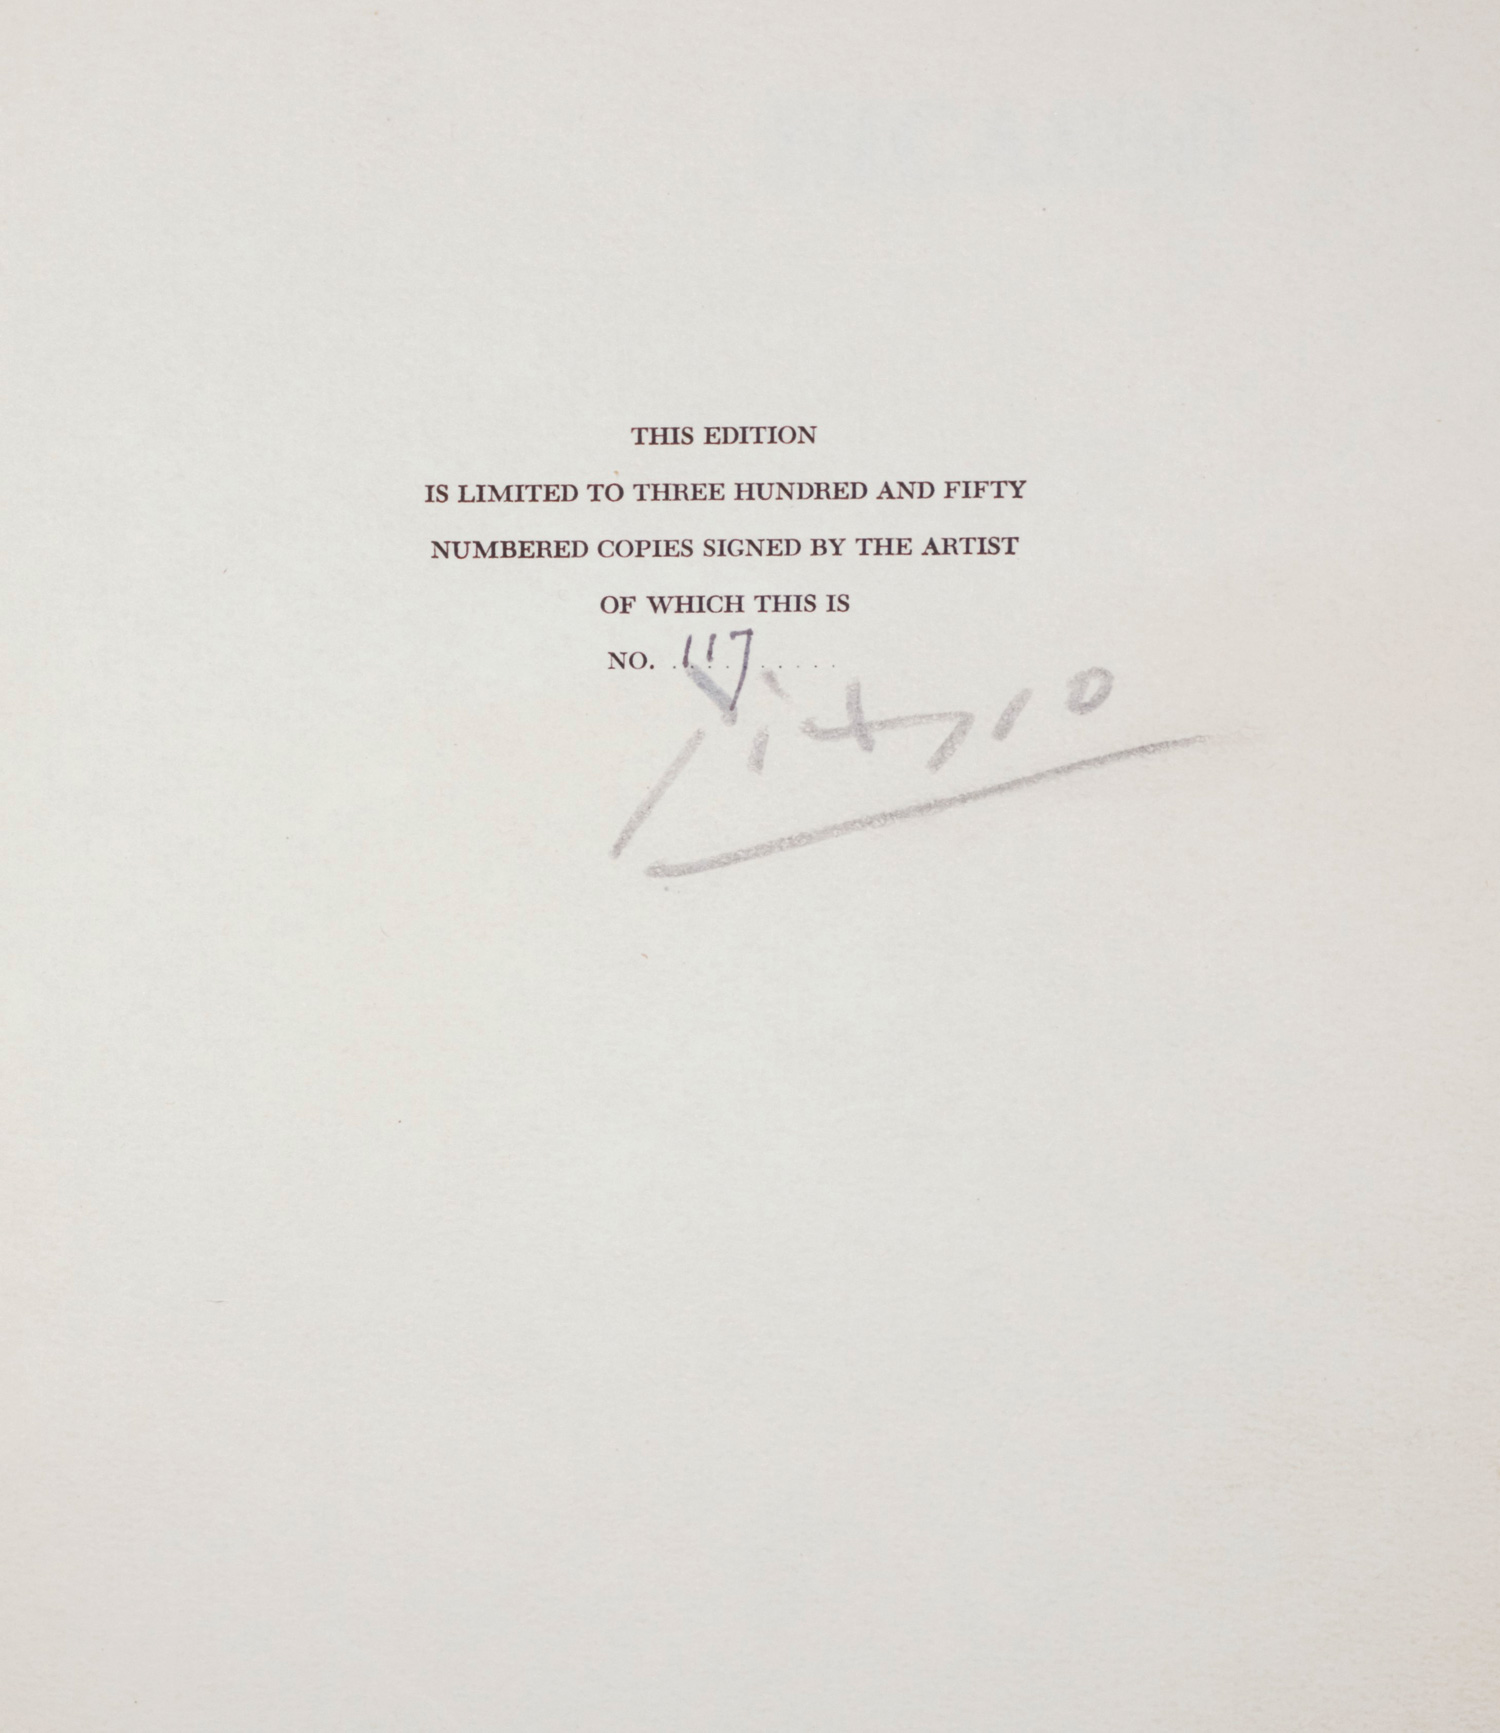 THIS EDITION
IS LIMITED TO THREE HUNDRED AND FIFTY
NUMBERED COPIES SIGNED BY THE ARTIST
OF WHICH THIS IS
NO. 117
Picasso